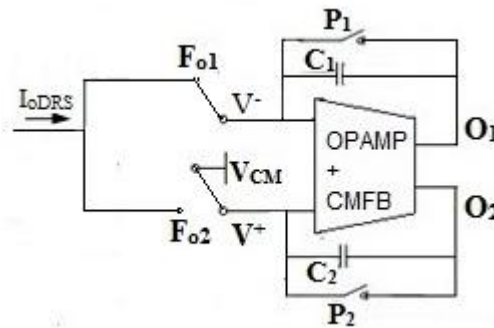 P1
Fo1
C1
IoDRS
V-
O1
OPAMP
+
CMFB
VCM
O2
Fo2
V+
C2
P2